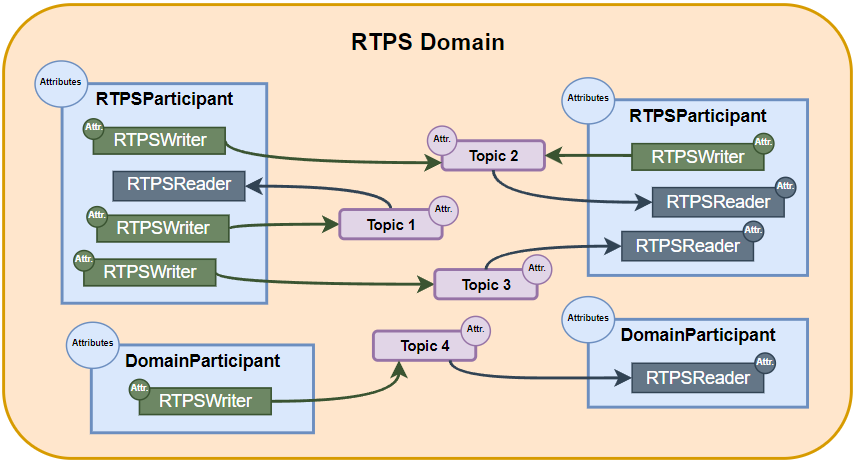 RTPS Domain
Attributes
RTPSParticipant
Attr.
RTPSWriter
RTPSReader
Attr.
RTPSWriter
Attr.
RTPSWriter
Attr.
Topic 2
Attr.
Topic 1
Attr.
Topic 3
Attr.
Topic 4
Attributes
RTPSParticipant
Attr.
RTPSWriter
Attr.
RTPSReader
Attr.
RTPSReader
Attributes
DomainParticipant
Attr.
RTPSWriter
Attributes
DomainParticipant
Attr.
RTPSReader